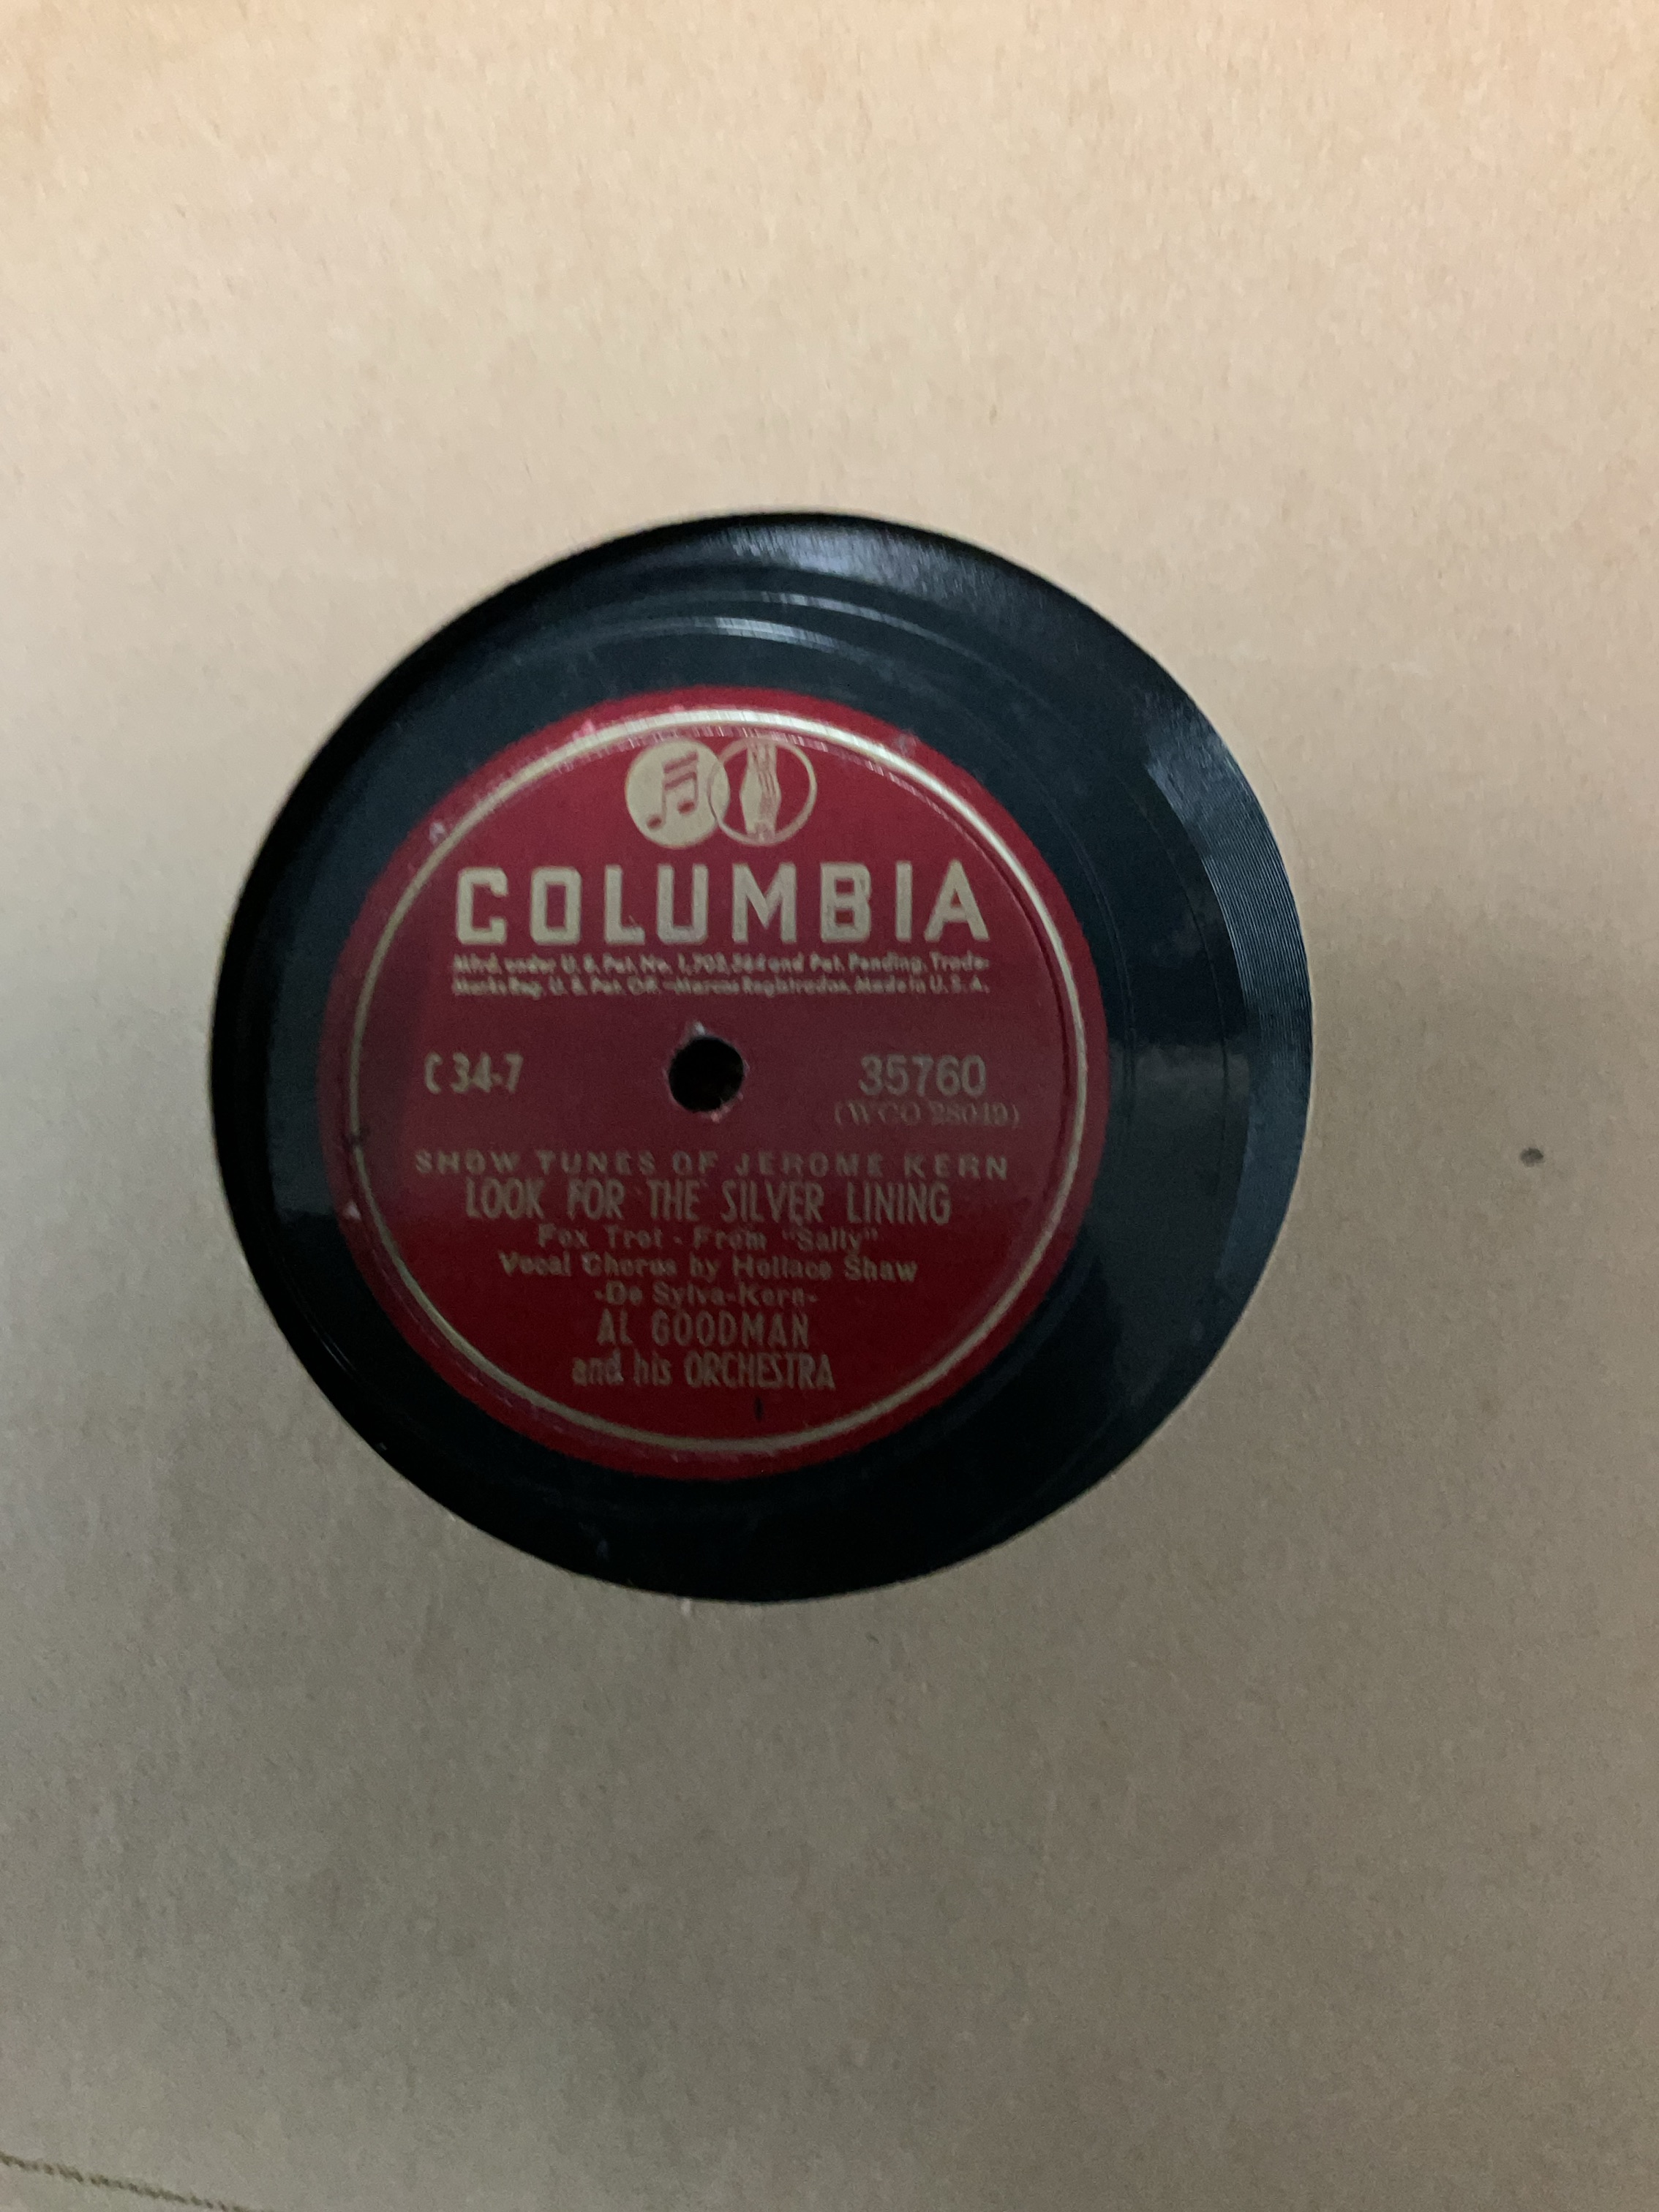 COLUMBIA
Mfrd. under U. S. Pat. No. 1,702,564 and Pat. Pending, Trade-
Marks Reg. U. S. Pat. Off.-Marcas Registradas, Made in U. S. A.
C 34-7
35760
(WCO 28049)
SHOW TUNES OF JEROME KERN
LOOK FOR THE SILVER LINING
Fox Trot - From "Sally"
Vocal Chorus by Hollace Shaw
-De Sylva-Kern-
AL GOODMAN
and his ORCHESTRA